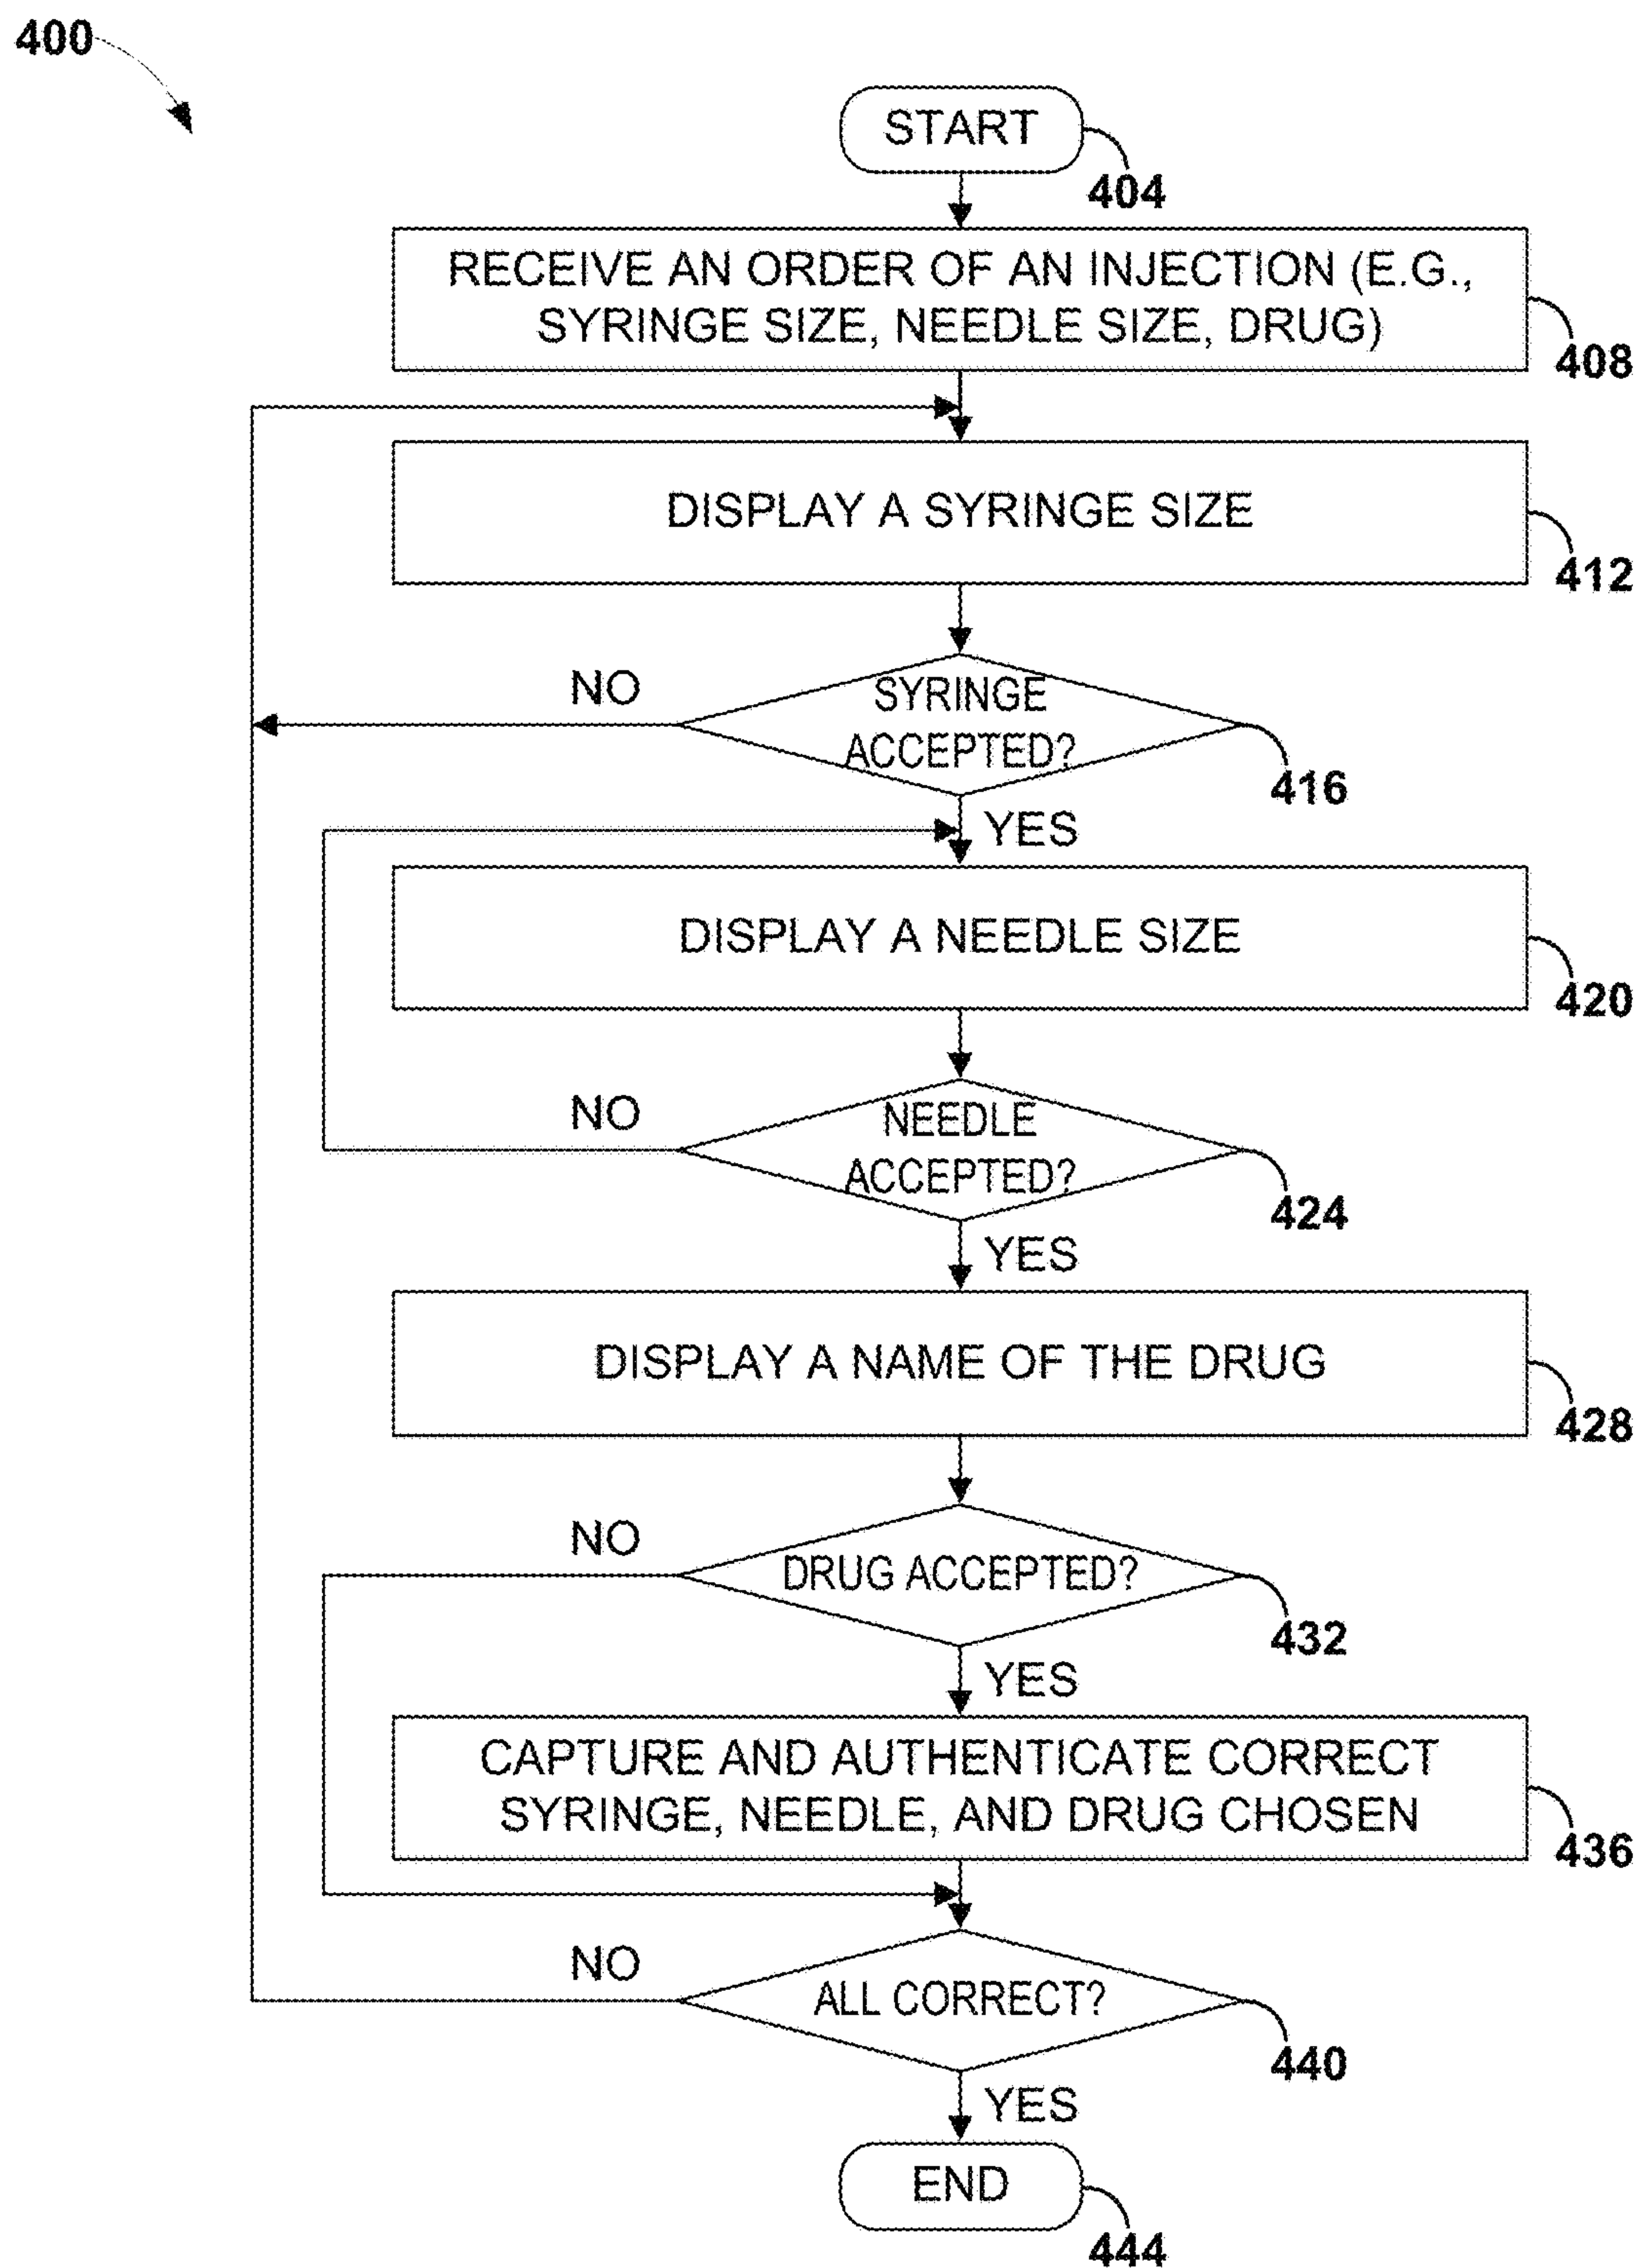 400
START
404
RECEIVE AN ORDER OF AN INJECTION (E.G.,
SYRINGE SIZE, NEEDLE SIZE, DRUG)
408
DISPLAY A SYRINGE SIZE
412
NO
SYRINGE
ACCEPTED?
416
YES
DISPLAY A NEEDLE SIZE
420
NO
NEEDLE
ACCEPTED?
424
YES
DISPLAY A NAME OF THE DRUG
428
NO
DRUG ACCEPTED?
432
YES
CAPTURE AND AUTHENTICATE CORRECT
SYRINGE, NEEDLE, AND DRUG CHOSEN
436
NO
ALL CORRECT?
440
YES
END
444